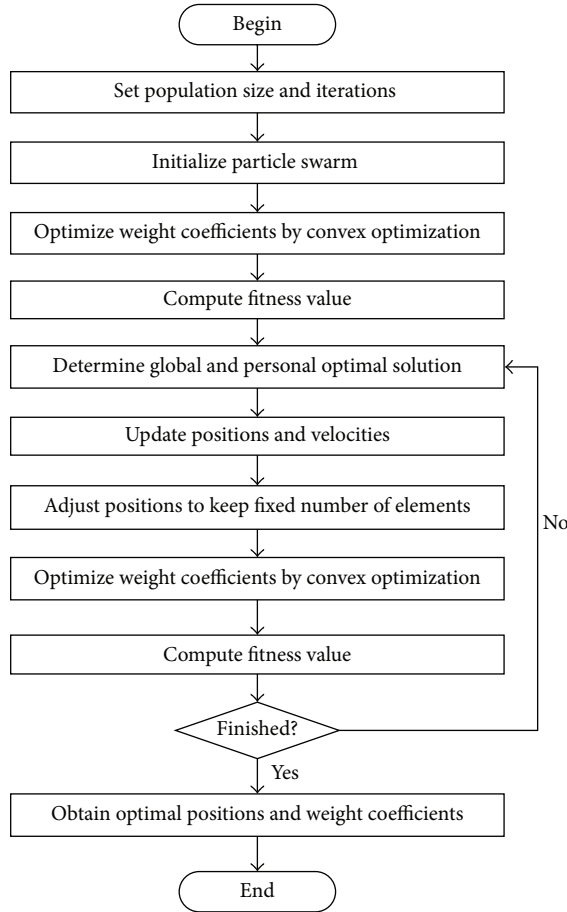 Begin
Set population size and iterations
Initialize particle swarm
Optimize weight coefficients by convex optimization
Compute fitness value
Determine global and personal optimal solution
Update positions and velocities
Adjust positions to keep fixed number of elements
No
Optimize weight coefficients by convex optimization
Compute fitness value
Finished?
Yes
Obtain optimal positions and weight coefficients
End